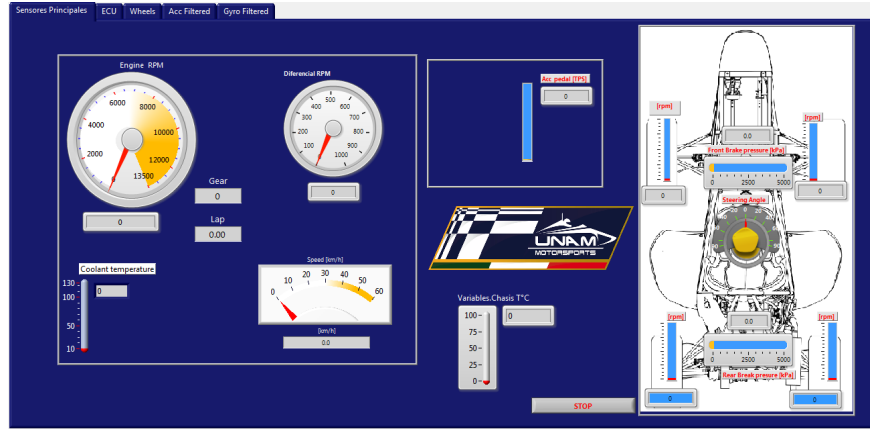 Sensores Principales ECU Wheels Acc Filtered Gyro Filtered
Engine RPM
0 2000 4000 6000 8000 10000 12000 13500
0
Diferencial RPM
0 100 200 300 400 500 600 700 800 900 1000
0
Gear
0
Lap
0.00
Coolant temperature
130
100
50
10
0
Speed [km/h]
0 10 20 30 40 50 60
[km/h]
0.0
Acc. pedal [TPS]
0
UNAM
MOTORSPORTS
Variables.Chasis T°C
100
75
50
25
0
0
STOP
[rpm]
0
[rpm]
0
0.0
Front Brake pressure [kPa]
0 2500 5000
Steering Angle
0.0
0 2500 5000
Rear Break presure [kPa]
[rpm]
0
[rpm]
0